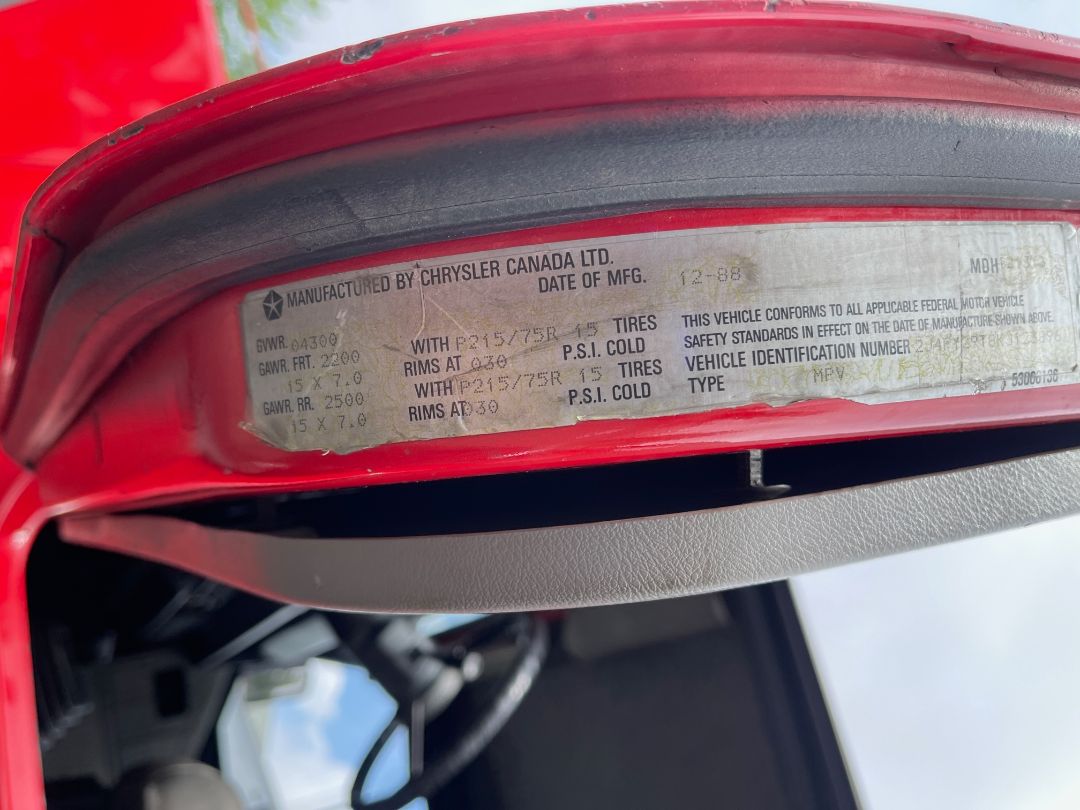 MANUFACTURED BY CHRYSLER CANADA LTD.
DATE OF MFG. 12-88 MDH
GVWR. 04300
GAWR. FRT. 2200 WITH P215/75R 15 TIRES
15 X 7.0 RIMS AT 030 P.S.I. COLD
GAWR. RR. 2500 WITH P215/75R 15 TIRES
15 X 7.0 RIMS AT 030 P.S.I. COLD
THIS VEHICLE CONFORMS TO ALL APPLICABLE FEDERAL MOTOR VEHICLE
SAFETY STANDARDS IN EFFECT ON THE DATE OF MANUFACTURE SHOWN ABOVE.
VEHICLE IDENTIFICATION NUMBER
TYPE MPV 53006136